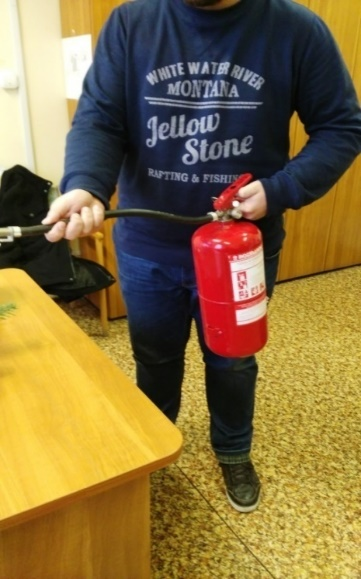 WHITE WATER RIVER
MONTANA
Jellow
Stone
RAFTING & FISHING